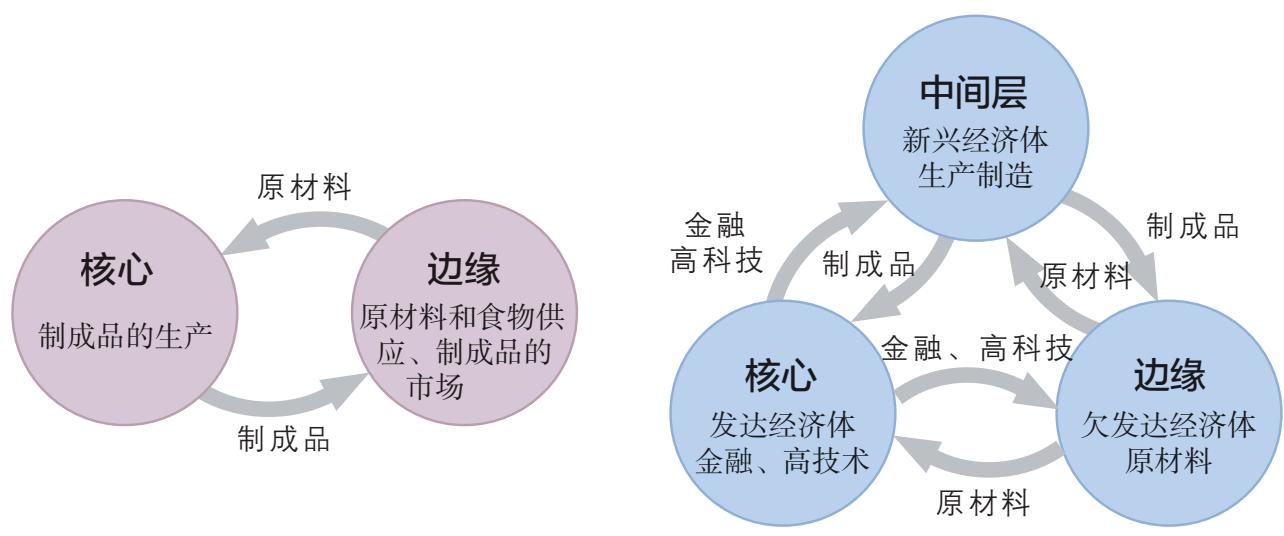 原材料
核心
制成品的生产
边缘
原材料和食物供
应、制成品的
市场
制成品
中间层
新兴经济体
生产制造
金融
高科技
制成品
制成品
原材料
金融、高科技
核心
发达经济体
金融、高技术
边缘
欠发达经济体
原材料
原材料